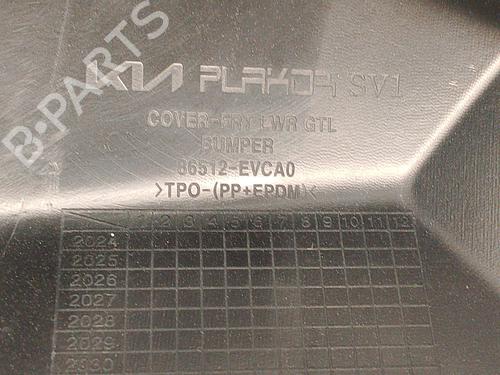 B-PARTS
KIA PLAKOR SV1
COVER-FRT LWR GTL
BUMPER
86512-EVCA0
>TPO-(PP+EPDM)<
1 2 3 4 5 6 7 8 9 10 11 12
2024
2025
2026
2027
2028
2029
2030